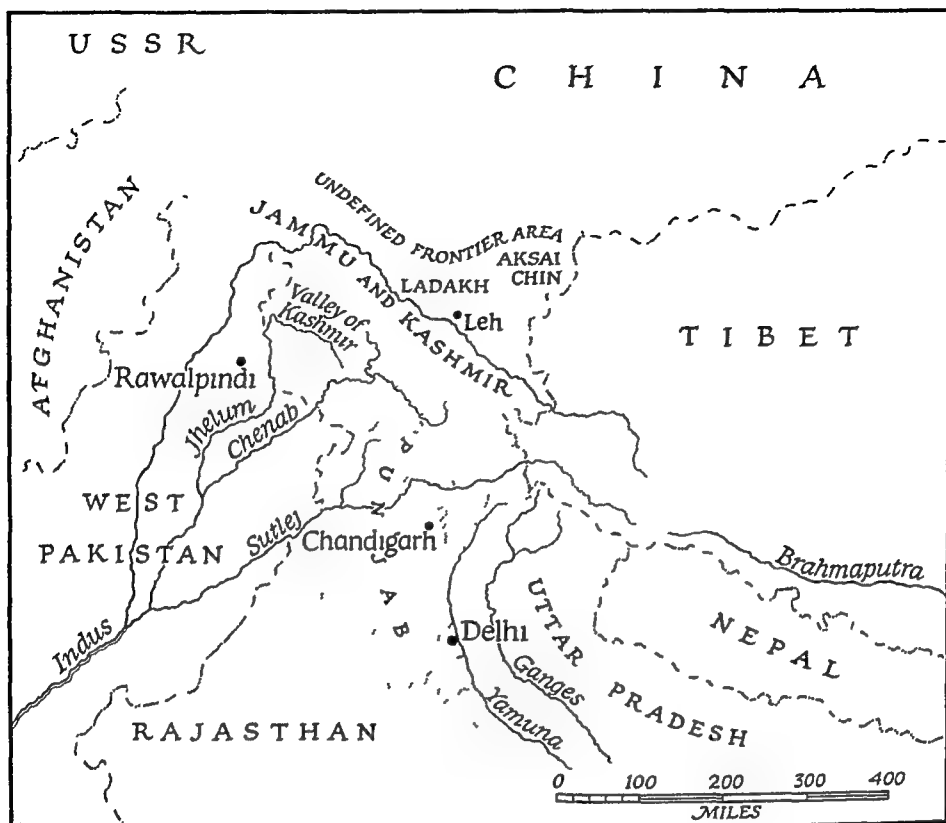 USSR
CHINA
AFGHANISTAN
UNDEFINED FRONTIER AREA
JAMMU AND KASHMIR
AKSAI
CHIN
LADAKH
Leh
Valley of
Kashmir
TIBET
Rawalpindi
Jhelum
Chenab
WEST
PAKISTAN
PUNJAB
Sutlej
Chandigarh
Brahmaputra
Indus
UTTAR
PRADESH
NEPAL
Delhi
Ganges
Yamuna
RAJASTHAN
0 100 200 300 400
MILES